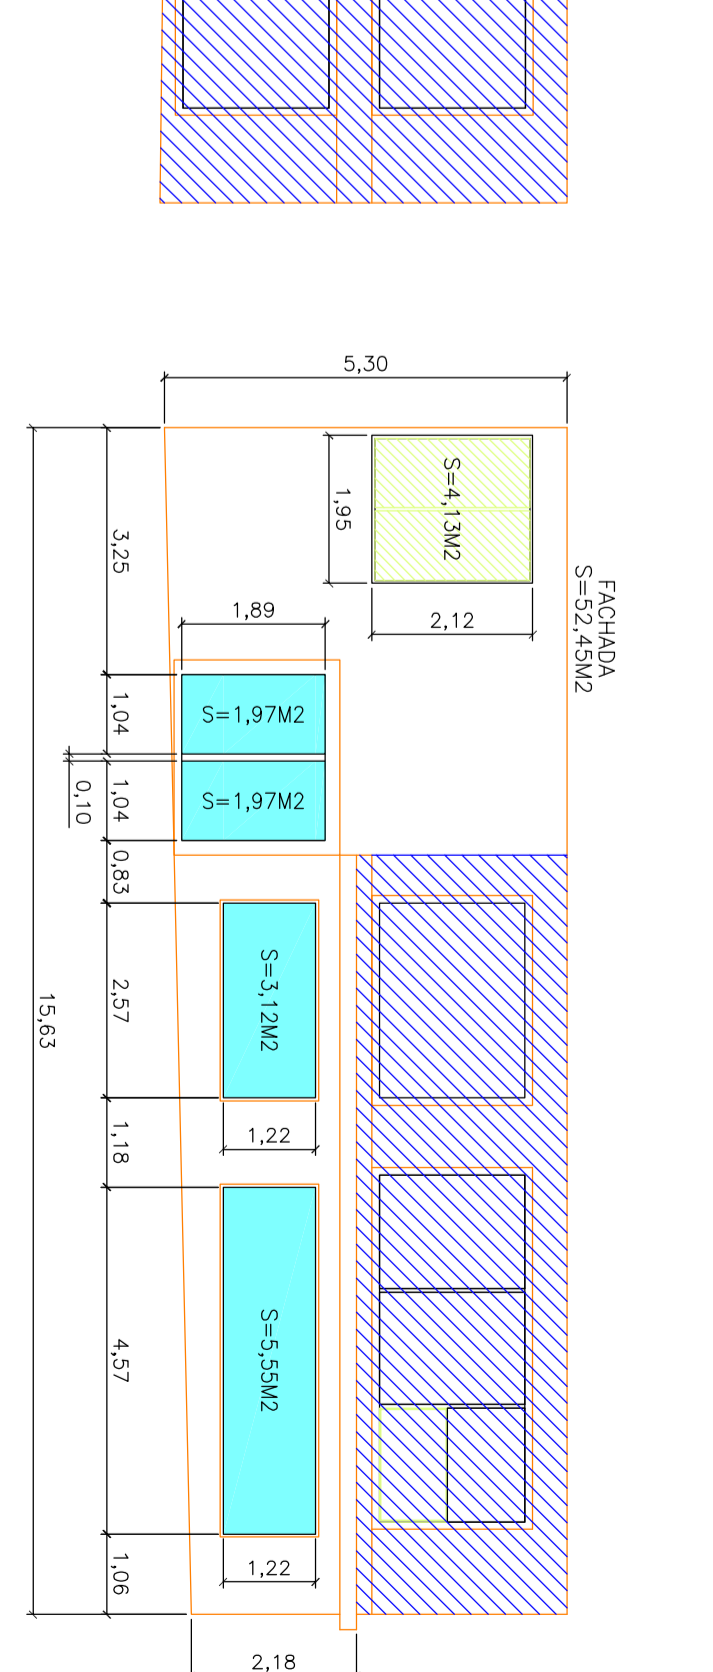 5,30
S=4,13M2
1,95
2,12
FACHADA
S=52,45M2
3,25
1,89
1,04
S=1,97M2
0,10
1,04
S=1,97M2
0,83
2,57
S=3,12M2
15,63
1,18
1,22
4,57
S=5,55M2
1,06
1,22
2,18